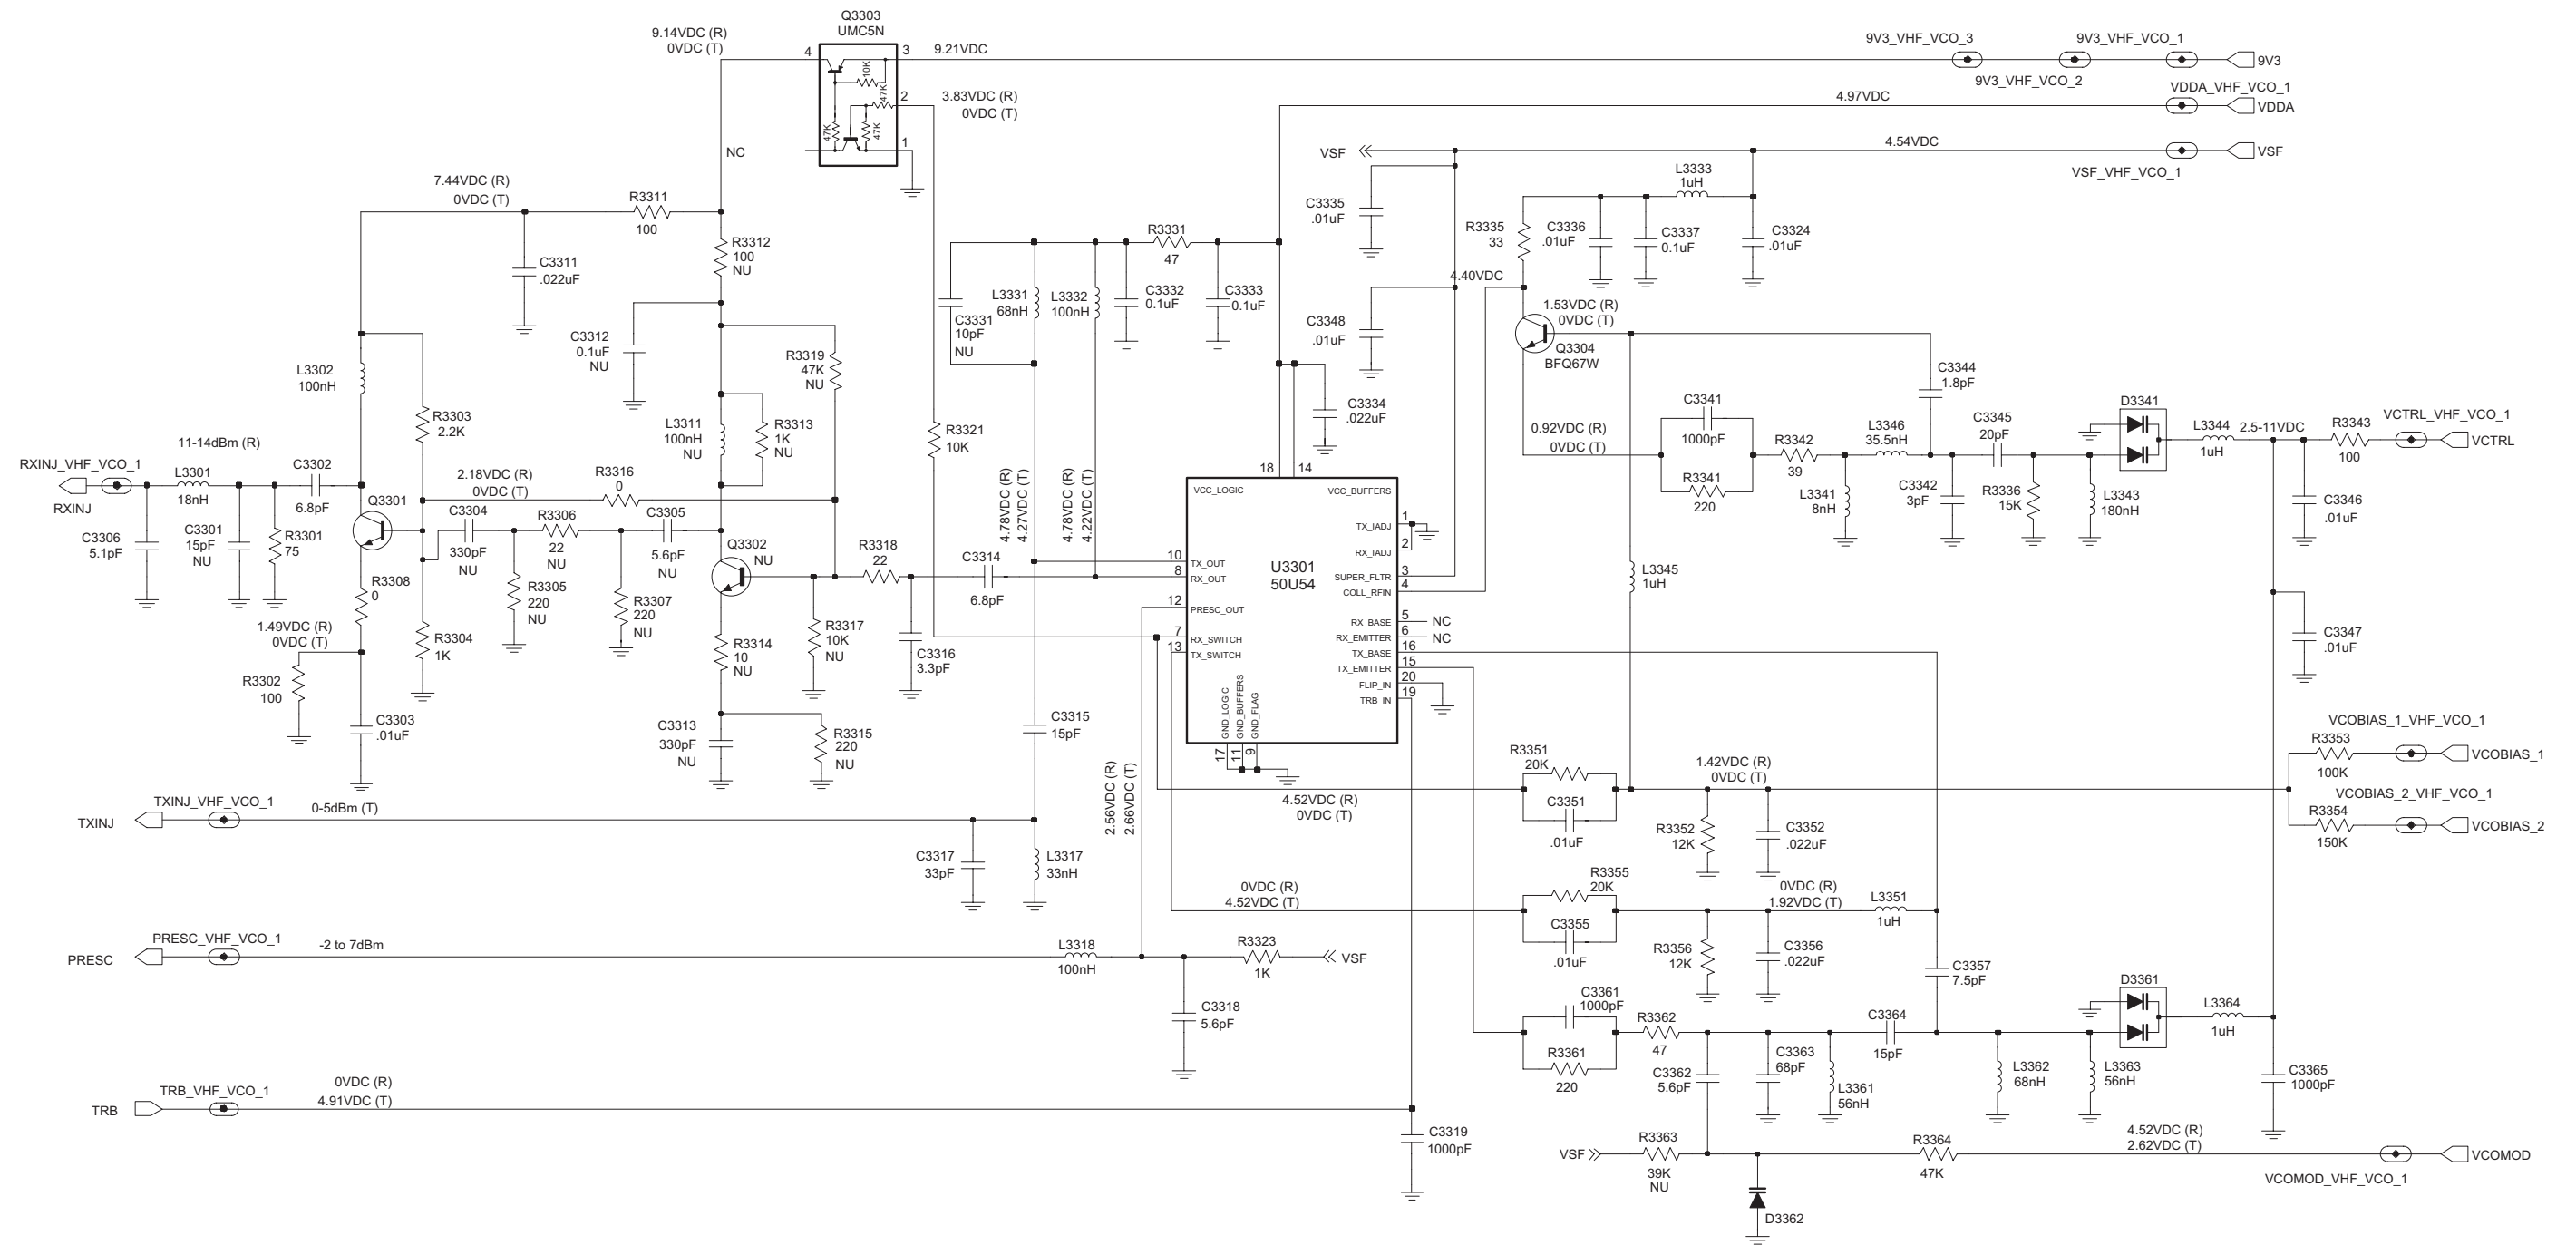 Q3303
UMC5N
9.14VDC (R)
0VDC (T)
4
3
9.21VDC
10K
47K
2
47K
47K
1
3.83VDC (R)
0VDC (T)
NC
9V3_VHF_VCO_3
9V3_VHF_VCO_1
9V3
9V3_VHF_VCO_2
VDDA_VHF_VCO_1
4.97VDC
VDDA
VSF
4.54VDC
VSF
VSF_VHF_VCO_1
7.44VDC (R)
0VDC (T)
R3311
100
R3312
100
NU
C3311
.022uF
C3312
0.1uF
NU
R3319
47K
NU
L3302
100nH
R3303
2.2K
L3311
100nH
NU
R3313
1K
NU
R3321
10K
C3331
10pF
NU
L3331
68nH
L3332
100nH
C3332
0.1uF
R3331
47
C3333
0.1uF
C3334
.022uF
C3335
.01uF
C3348
.01uF
R3335
33
C3336
.01uF
C3337
0.1uF
L3333
1uH
C3324
.01uF
4.40VDC
1.53VDC (R)
0VDC (T)
Q3304
BFQ67W
C3344
1.8pF
0.92VDC (R)
0VDC (T)
C3341
1000pF
R3341
220
R3342
39
L3346
35.5nH
C3345
20pF
L3341
8nH
C3342
3pF
R3336
15K
L3343
180nH
D3341
L3344
1uH
2.5-11VDC
R3343
100
VCTRL_VHF_VCO_1
VCTRL
C3346
.01uF
C3347
.01uF
11-14dBm (R)
RXINJ_VHF_VCO_1
RXINJ
L3301
18nH
C3302
6.8pF
C3306
5.1pF
C3301
15pF
NU
R3301
75
Q3301
2.18VDC (R)
0VDC (T)
R3316
0
C3304
330pF
NU
R3306
22
NU
C3305
5.6pF
NU
R3305
220
NU
R3307
220
NU
R3308
0
R3304
1K
1.49VDC (R)
0VDC (T)
R3302
100
C3303
.01uF
Q3302
NU
R3314
10
NU
C3313
330pF
NU
R3315
220
NU
R3317
10K
NU
R3318
22
C3316
3.3pF
C3314
6.8pF
4.78VDC (R)
4.27VDC (T)
4.78VDC (R)
4.22VDC (T)
U3301
50U54
18
14
VCC_LOGIC
VCC_BUFFERS
TX_IADJ
1
RX_IADJ
2
SUPER_FLTR
3
COLL_RFIN
4
RX_BASE
5
NC
RX_EMITTER
6
NC
TX_BASE
16
TX_EMITTER
15
FLIP_IN
20
TRB_IN
19
10
TX_OUT
8
RX_OUT
12
PRESC_OUT
7
RX_SWITCH
13
TX_SWITCH
GND_LOGIC
GND_BUFFERS
GND_FLAG
17
11
9
L3345
1uH
C3315
15pF
2.56VDC (R)
2.66VDC (T)
TXINJ_VHF_VCO_1
TXINJ
0-5dBm (T)
C3317
33pF
L3317
33nH
4.52VDC (R)
0VDC (T)
R3351
20K
C3351
.01uF
1.42VDC (R)
0VDC (T)
R3352
12K
C3352
.022uF
VCOBIAS_1_VHF_VCO_1
R3353
100K
VCOBIAS_1
VCOBIAS_2_VHF_VCO_1
R3354
150K
VCOBIAS_2
0VDC (R)
4.52VDC (T)
R3355
20K
C3355
.01uF
0VDC (R)
1.92VDC (T)
R3356
12K
C3356
.022uF
L3351
1uH
C3357
7.5pF
PRESC_VHF_VCO_1
PRESC
-2 to 7dBm
L3318
100nH
R3323
1K
VSF
C3318
5.6pF
C3361
1000pF
R3361
220
R3362
47
C3362
5.6pF
C3363
68pF
L3361
56nH
C3364
15pF
L3362
68nH
L3363
56nH
D3361
L3364
1uH
C3365
1000pF
TRB_VHF_VCO_1
TRB
0VDC (R)
4.91VDC (T)
C3319
1000pF
VSF
R3363
39K
NU
R3364
47K
D3362
4.52VDC (R)
2.62VDC (T)
VCOMOD
VCOMOD_VHF_VCO_1